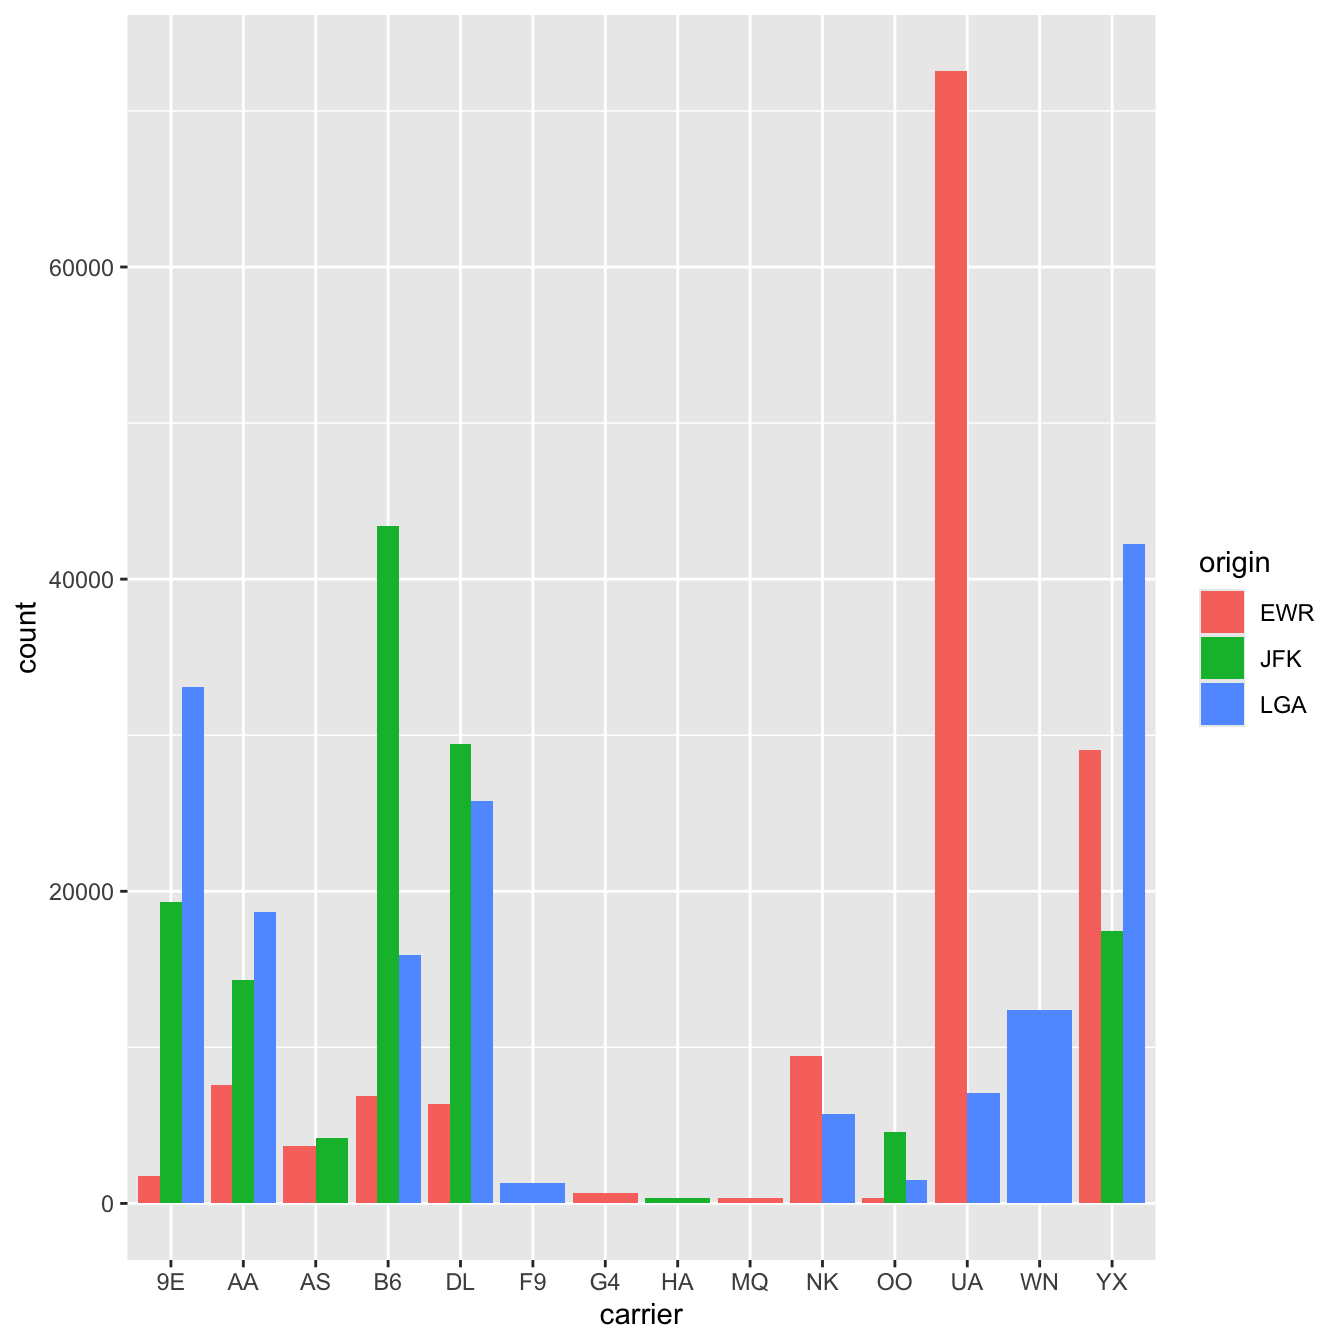 60000
40000
20000
0
count
9E AA AS B6 DL F9 G4 HA MQ NK OO UA WN YX
carrier
origin
EWR
JFK
LGA